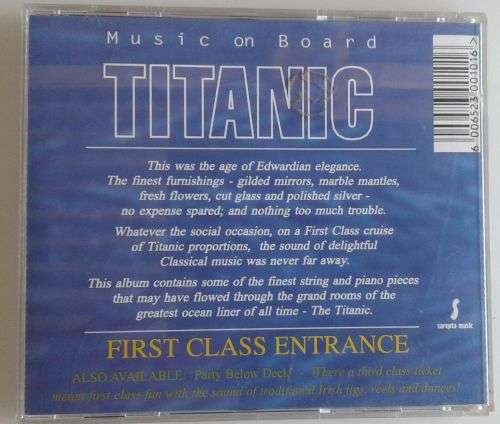 Music on Board
TITANIC
This was the age of Edwardian elegance.
The finest furnishings - gilded mirrors, marble mantles,
fresh flowers, cut glass and polished silver -
no expense spared; and nothing too much trouble.
Whatever the social occasion, on a First Class cruise
of Titanic proportions, the sound of delightful
Classical music was never far away.
This album contains some of the finest string and piano pieces
that may have flowed through the grand rooms of the
greatest ocean liner of all time - The Titanic.
FIRST CLASS ENTRANCE
ALSO AVAILABLE: 'Party Below Deck' - Where a third class ticket
meant first class fun with the sound of traditional Irish jigs, reels and dances!
sarepta music
6 006523 001016 >